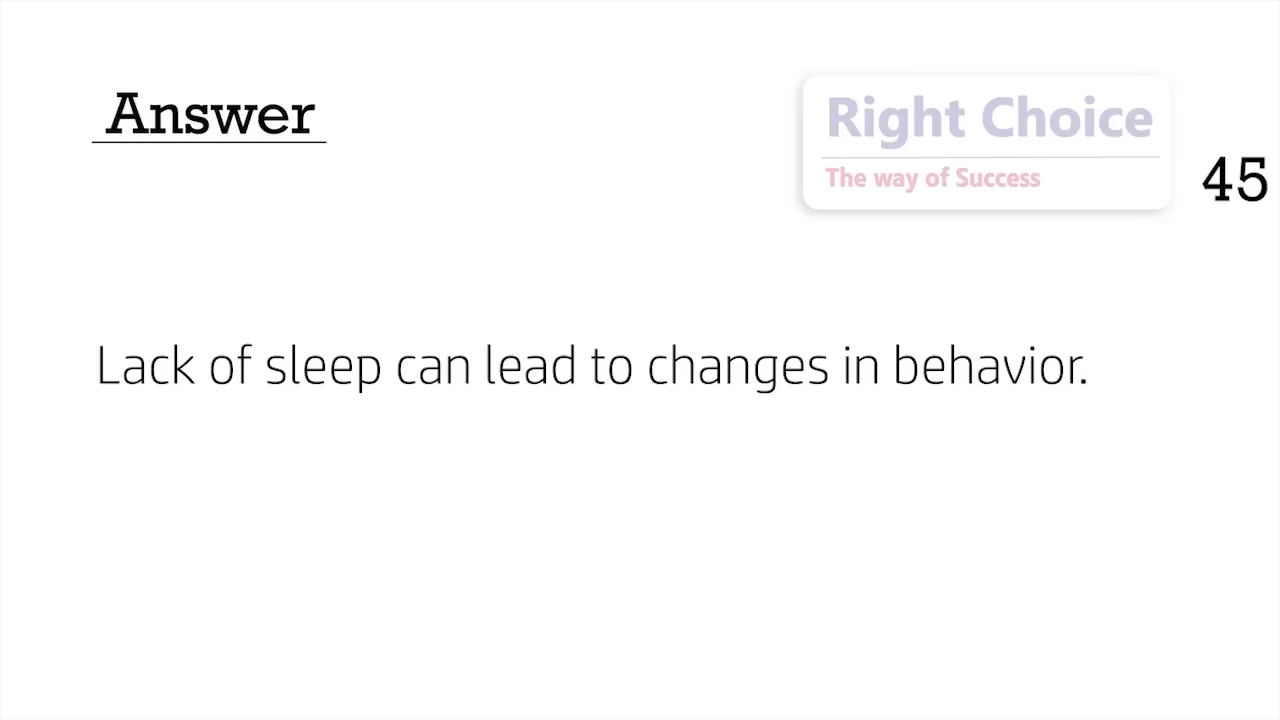 Answer
Right Choice
The way of Success
45
Lack of sleep can lead to changes in behavior.